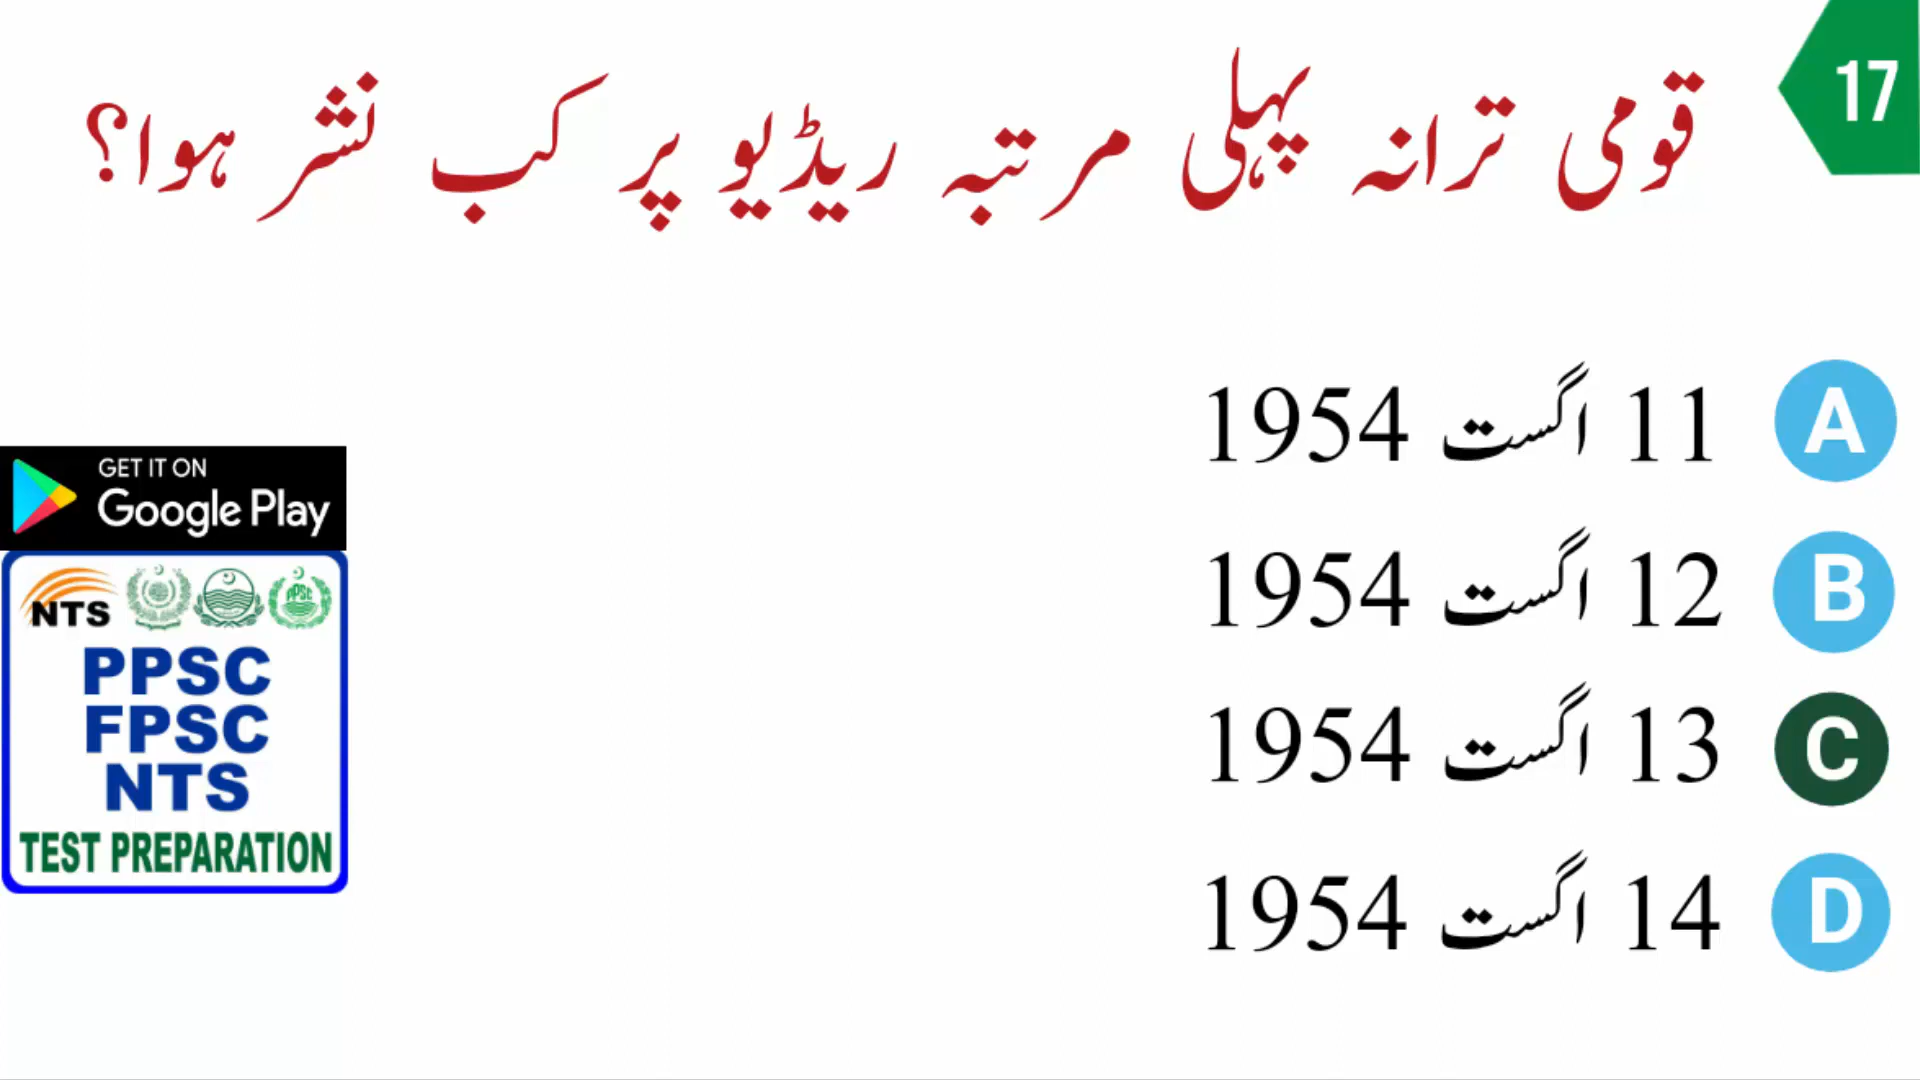 17
قومی ترانہ پہلی مرتبہ ریڈیو پر کب نشر ہوا؟
A 11 اگست 1954
B 12 اگست 1954
C 13 اگست 1954
D 14 اگست 1954
GET IT ON
Google Play
NTS PPSC
PPSC
FPSC
NTS
TEST PREPARATION